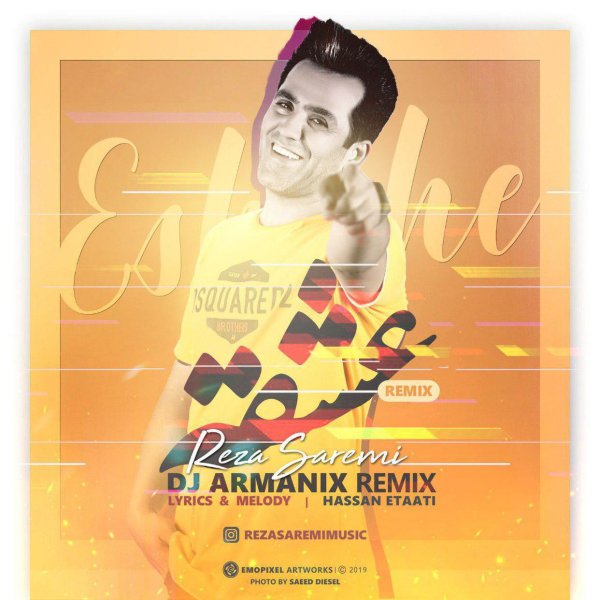 DSQUARED2
BROTHERS
عشقه
REMIX
Reza Saremi
DJ ARMANIX REMIX
LYRICS & MELODY | HASSAN ETAATI
REZASAREMIMUSIC
EMOPIXEL ARTWORKS | © 2019
PHOTO BY SAEED DIESEL